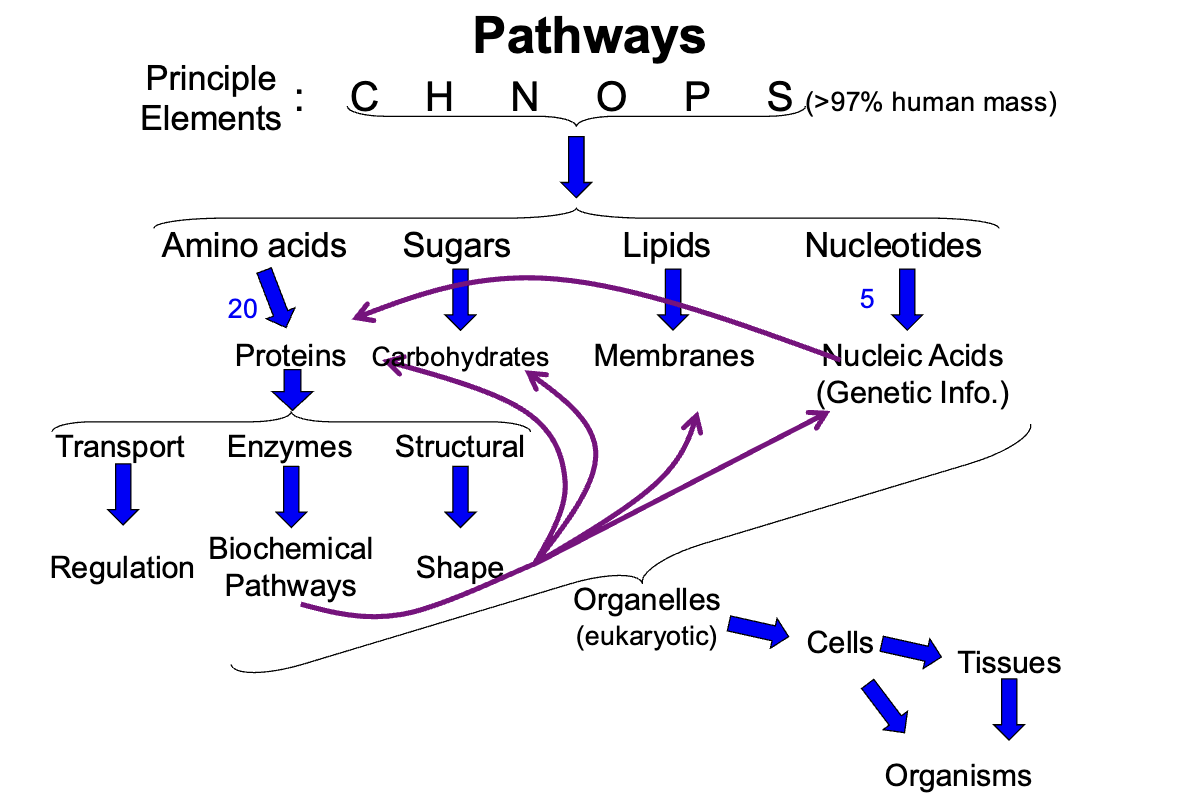 Pathways
Principle
Elements : C H N O P S (>97% human mass)
Amino acids Sugars Lipids Nucleotides
20 5
Proteins Carbohydrates Membranes Nucleic Acids
(Genetic Info.)
Transport Enzymes Structural
Regulation Biochemical
Pathways Shape
Organelles
(eukaryotic)
Cells
Tissues
Organisms